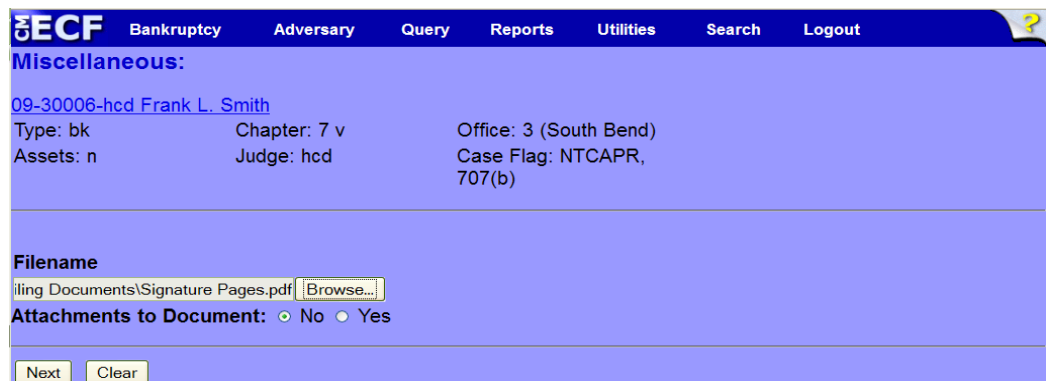 CM ECF Bankruptcy Adversary Query Reports Utilities Search Logout ?
Miscellaneous:
09-30006-hcd Frank L. Smith
Type: bk Chapter: 7 v Office: 3 (South Bend)
Assets: n Judge: hcd Case Flag: NTCAPR,
707(b)
Filename
iling Documents\Signature Pages.pdf Browse...
Attachments to Document: No Yes
Next Clear